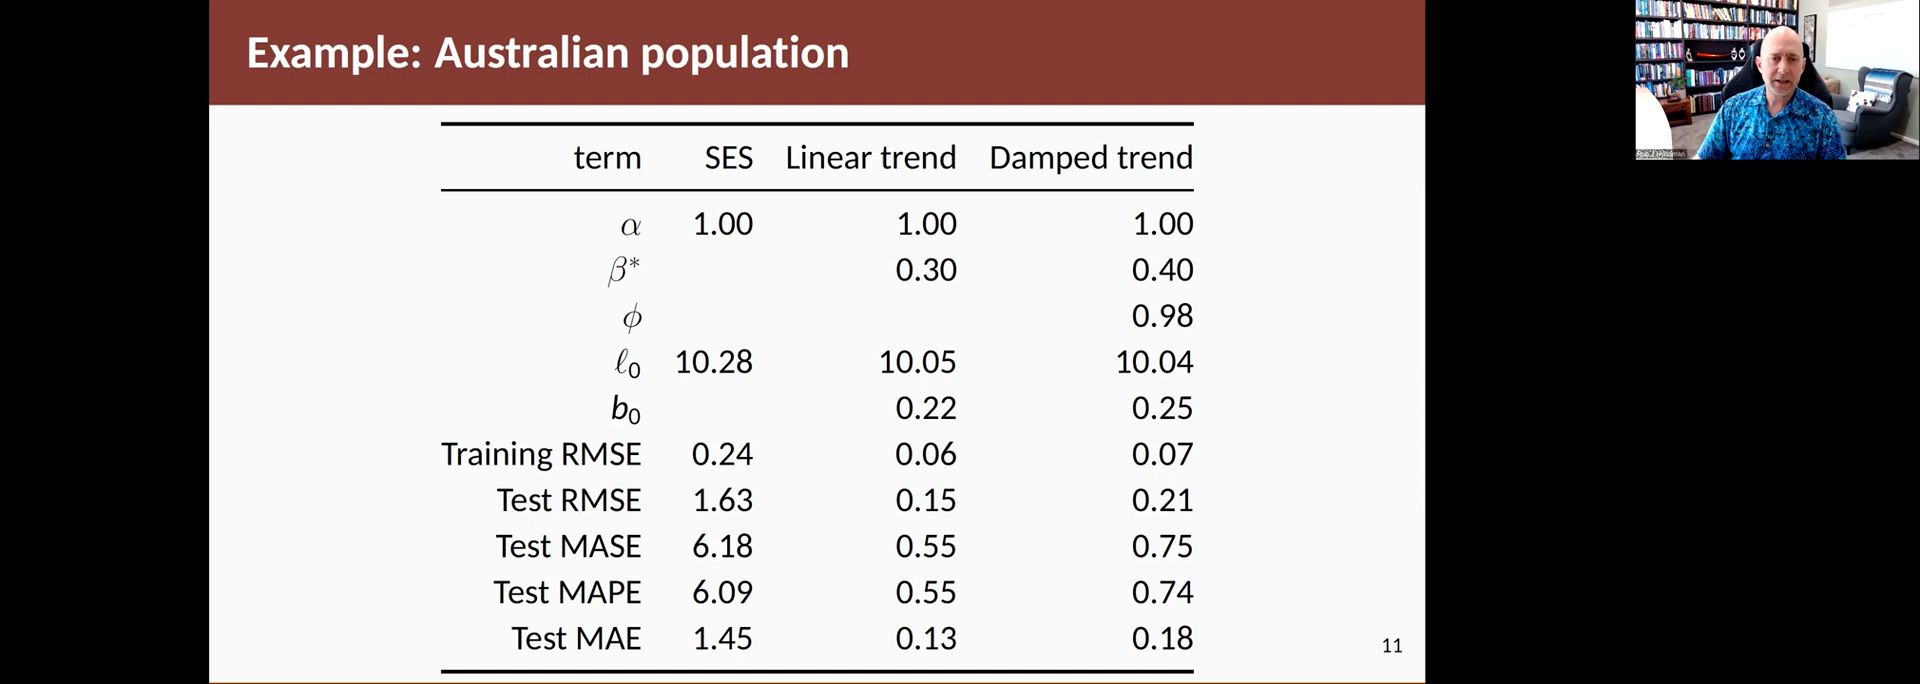 Example: Australian population
term SES Linear trend Damped trend
α 1.00 1.00 1.00
β* 0.30 0.40
ϕ 0.98
ℓ0 10.28 10.05 10.04
b0 0.22 0.25
Training RMSE 0.24 0.06 0.07
Test RMSE 1.63 0.15 0.21
Test MASE 6.18 0.55 0.75
Test MAPE 6.09 0.55 0.74
Test MAE 1.45 0.13 0.18
11